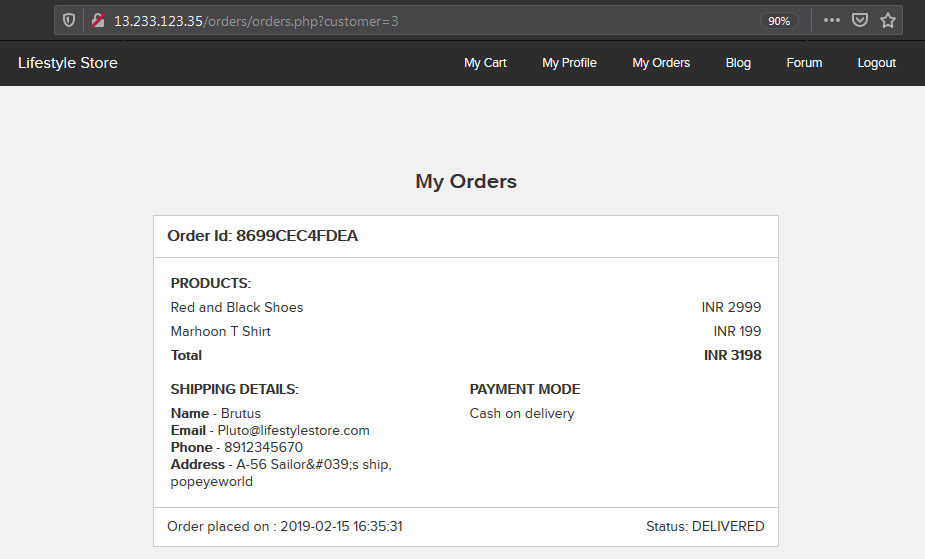 13.233.123.35/orders/orders.php?customer=3 90%
Lifestyle Store My Cart My Profile My Orders Blog Forum Logout
My Orders
Order Id: 8699CEC4FDEA
PRODUCTS:
Red and Black Shoes INR 2999
Marhoon T Shirt INR 199
Total INR 3198
SHIPPING DETAILS: PAYMENT MODE
Name - Brutus Cash on delivery
Email - Pluto@lifestylestore.com
Phone - 8912345670
Address - A-56 Sailor&#039;s ship,
popeyeworld
Order placed on : 2019-02-15 16:35:31 Status: DELIVERED